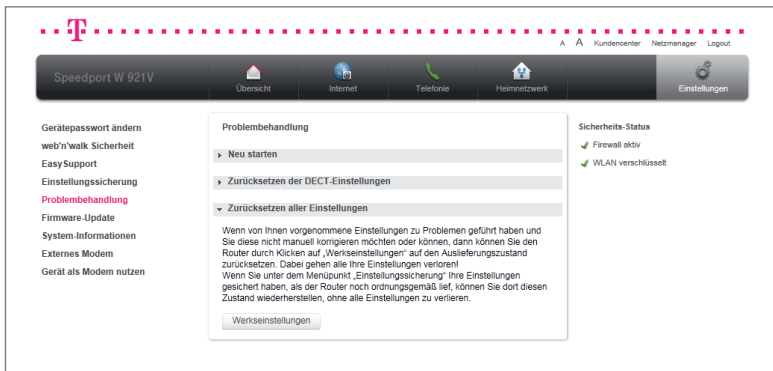 T
A A Kundencenter Netzmanager Logout
Speedport W 921V
Übersicht
Internet
Telefonie
Heimnetzwerk
Einstellungen
Gerätepasswort ändern
web'n'walk Sicherheit
EasySupport
Einstellungssicherung
Problembehandlung
Firmware-Update
System-Informationen
Externes Modem
Gerät als Modem nutzen
Problembehandlung
Neu starten
Zurücksetzen der DECT-Einstellungen
Zurücksetzen aller Einstellungen
Wenn von Ihnen vorgenommene Einstellungen zu Problemen geführt haben und
Sie diese nicht manuell korrigieren möchten oder können, dann können Sie den
Router durch Klicken auf „Werkseinstellungen“ auf den Auslieferungszustand
zurücksetzen. Dabei gehen alle Ihre Einstellungen verloren!
Wenn Sie unter dem Menüpunkt „Einstellungssicherung“ Ihre Einstellungen
gesichert haben, als der Router noch ordnungsgemäß lief, können Sie dort diesen
Zustand wiederherstellen, ohne alle Einstellungen zu verlieren.
Werkseinstellungen
Sicherheits-Status
Firewall aktiv
WLAN verschlüsselt